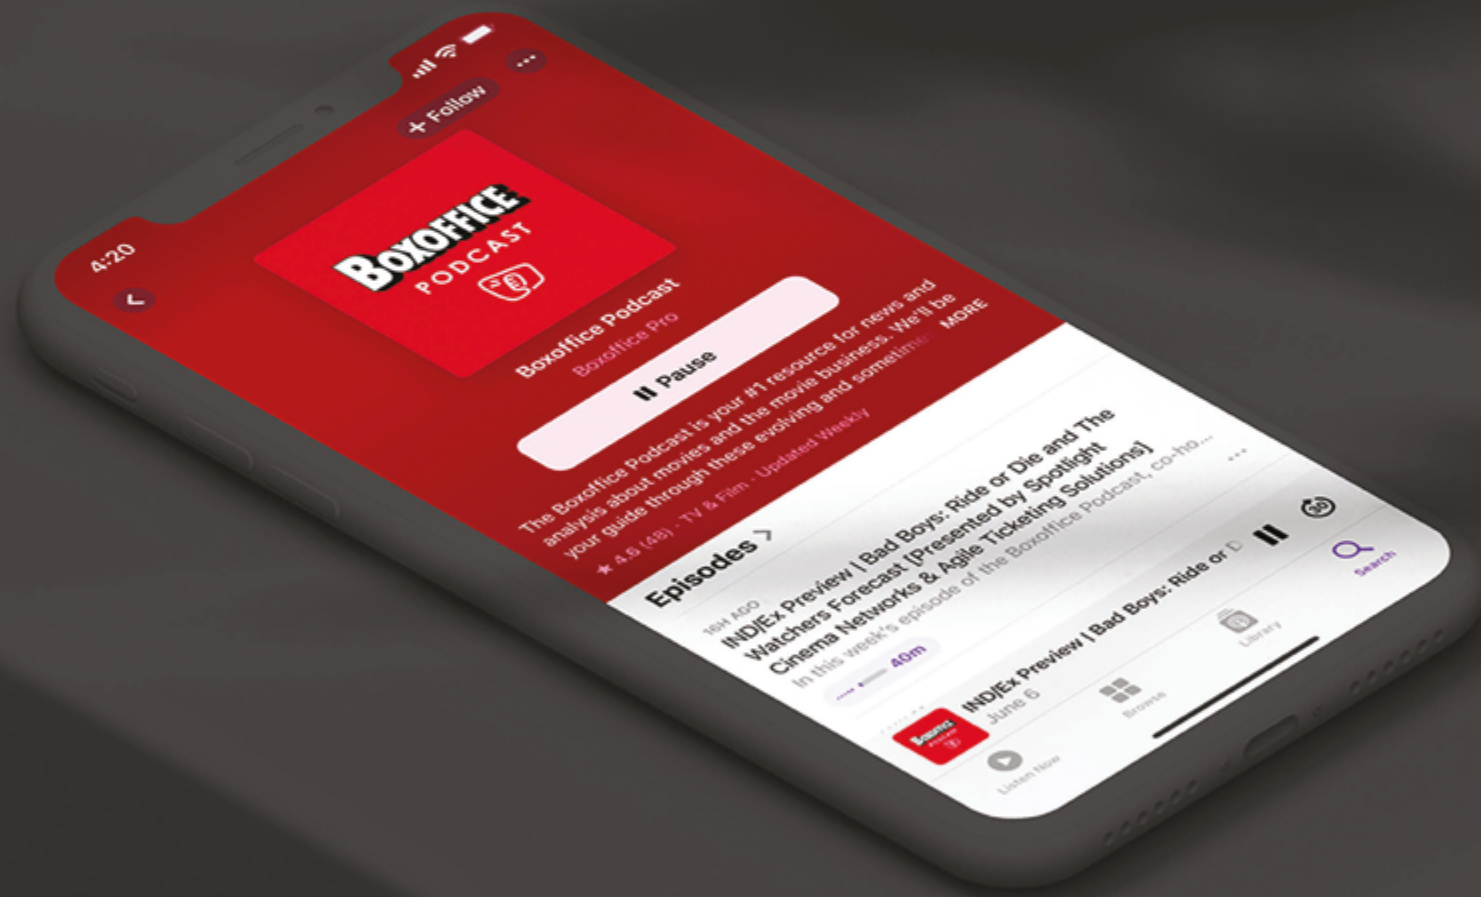 4:20
+ Follow
...
BOXOFFICE
PODCAST
Boxoffice Podcast
Boxoffice Pro
Pause
The Boxoffice Podcast is your #1 resource for news and
analysis about movies and the movie business. We'll be
your guide through these evolving and sometime
MORE
★ 4.6 (48) · TV & Film · Updated Weekly
Episodes >
16H AGO
IND/Ex Preview | Bad Boys: Ride or Die and The
Watchers Forecast [Presented by Spotlight
Cinema Networks & Agile Ticketing Solutions]
In this week's episode of the Boxoffice Podcast, co-ho...
40m
...
BOXOFFICE
PODCAST
IND/Ex Preview | Bad Boys: Ride or D
June 6
30
Listen Now
Browse
Library
Search